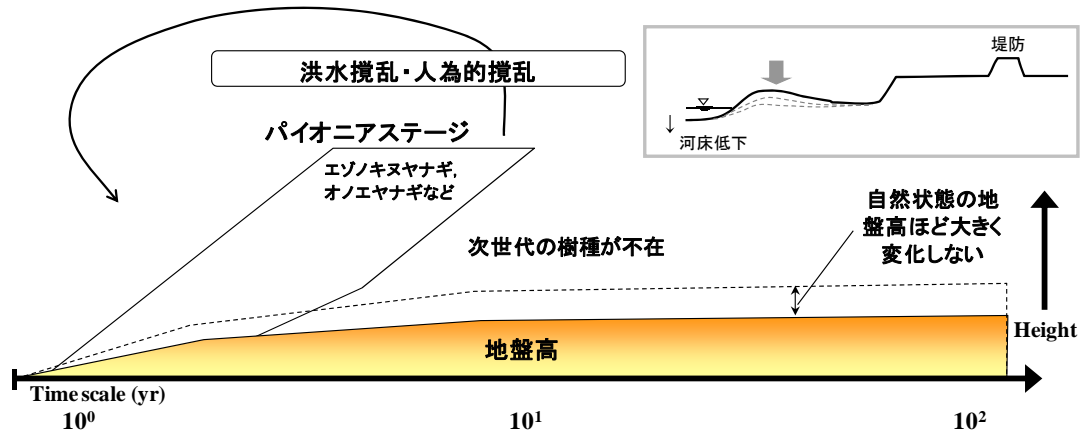 洪水撹乱・人為的撹乱
堤防
河床低下
パイオニアステージ
エゾノキヌヤナギ,
オノエヤナギなど
次世代の樹種が不在
自然状態の地
盤高ほど大きく
変化しない
地盤高
Height
Time scale (yr)
10⁰
10¹
10²